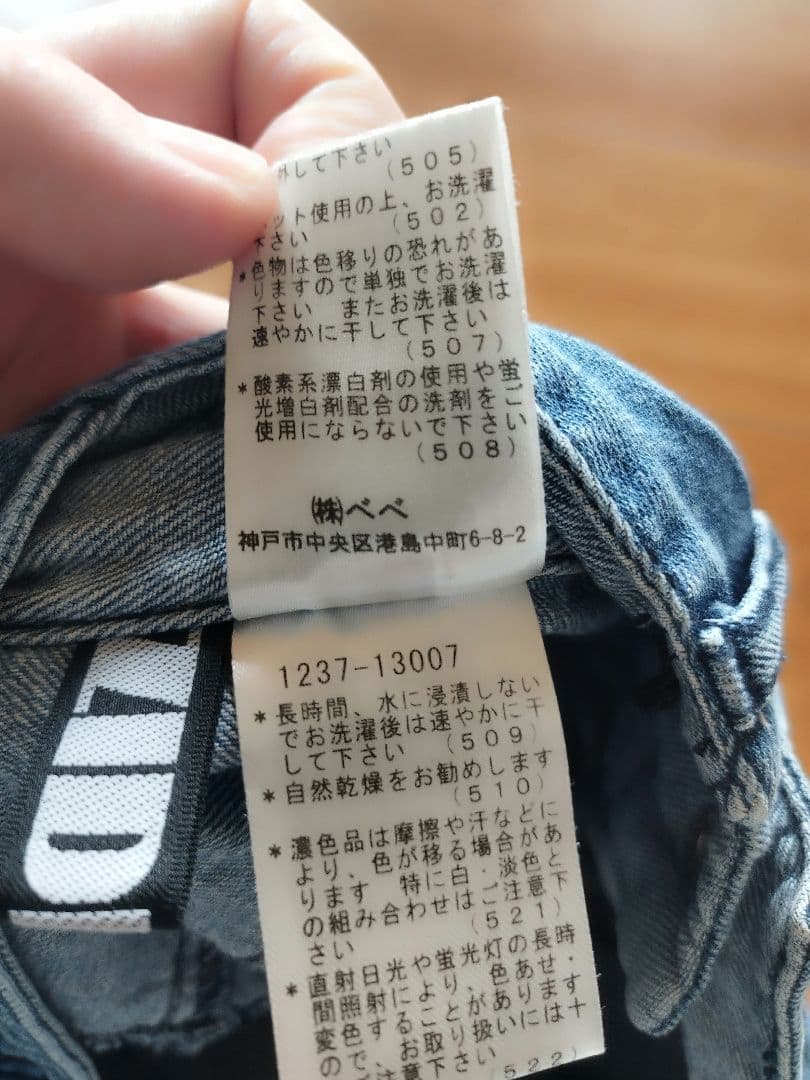 外して下さい
(505)
ット使用の上、お洗濯
下さい (502)
*色物は色移りの恐れがあ
りますので単独でお洗濯
下さい またお洗濯後は
速やかに干して下さい
(507)
*酸素系漂白剤の使用や蛍
光増白剤配合の洗剤をご
使用にならないで下さい
(508)
㈱べべ
神戸市中央区港島中町6-8-2
1237-13007
*長時間、水に浸漬しない
でお洗濯後は速やかに干
して下さい (509)
*自然乾燥をお勧めします
(510)
*濃色品は摩擦や汗などに
より、色が移る場合があ
ります 特に白・淡色と
の組み合わせはご注意下
さい (521)
*直射日光や蛍光灯の長時
間照射により、色あせ・
変色することがあります
ので、お取り扱いには十
ご注意下さい
(522)